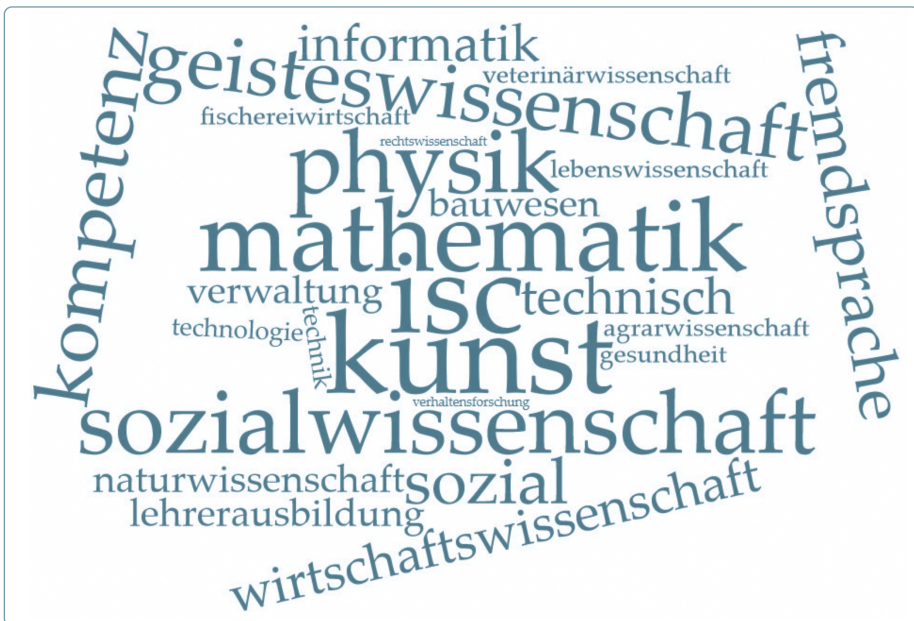 informatik
geisteswissenschaft
veterinärwissenschaft
fremdsprache
kompetenz
fischereiwirtschaft
rechtswissenschaft
physik
lebenswissenschaft
bauwesen
mathematik
verwaltung
isc
technisch
technologie
technik
kunst
agrarwissenschaft
gesundheit
verhaltensforschung
sozialwissenschaft
naturwissenschaft
sozial
lehrerausbildung
wirtschaftswissenschaft